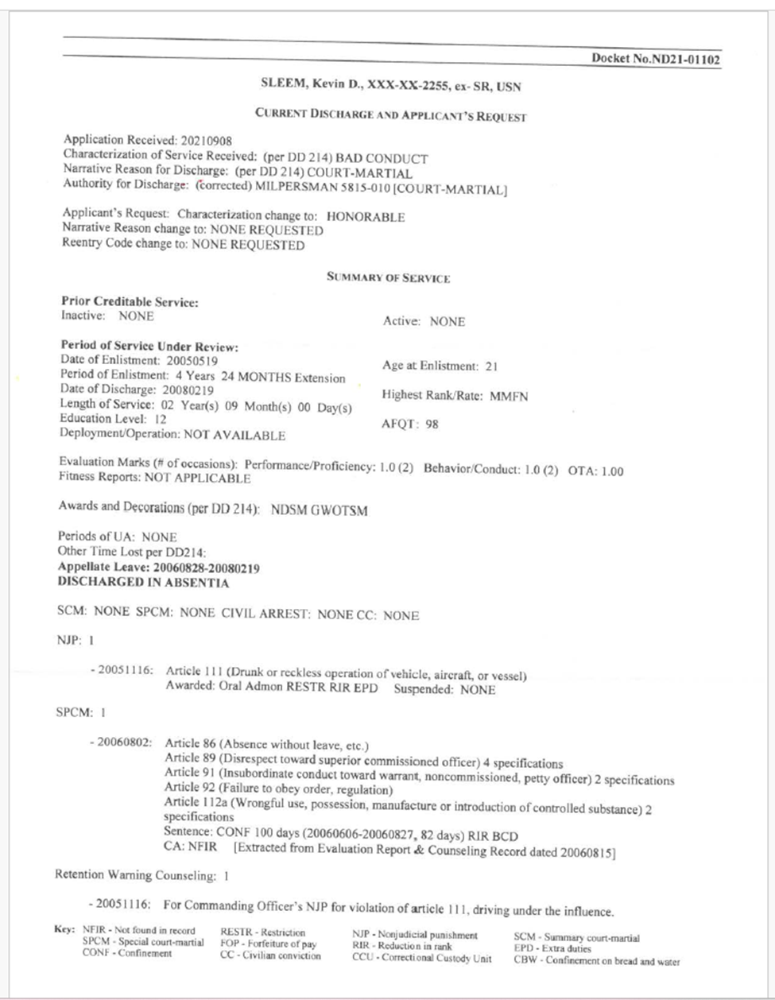 Docket No.ND21-01102
SLEEM, Kevin D., XXX-XX-2255, ex- SR, USN
CURRENT DISCHARGE AND APPLICANT'S REQUEST
Application Received: 20210908
Characterization of Service Received: (per DD 214) BAD CONDUCT
Narrative Reason for Discharge: (per DD 214) COURT-MARTIAL
Authority for Discharge: (corrected) MILPERSMAN 5815-010 [COURT-MARTIAL]
Applicant's Request: Characterization change to: HONORABLE
Narrative Reason change to: NONE REQUESTED
Reentry Code change to: NONE REQUESTED
SUMMARY OF SERVICE
Prior Creditable Service:
Inactive: NONE Active: NONE
Period of Service Under Review:
Date of Enlistment: 20050519 Age at Enlistment: 21
Period of Enlistment: 4 Years 24 MONTHS Extension
Date of Discharge: 20080219 Highest Rank/Rate: MMFN
Length of Service: 02 Year(s) 09 Month(s) 00 Day(s)
Education Level: 12 AFQT: 98
Deployment/Operation: NOT AVAILABLE
Evaluation Marks (# of occasions): Performance/Proficiency: 1.0 (2) Behavior/Conduct: 1.0 (2) OTA: 1.00
Fitness Reports: NOT APPLICABLE
Awards and Decorations (per DD 214): NDSM GWOTSM
Periods of UA: NONE
Other Time Lost per DD214:
Appellate Leave: 20060828-20080219
DISCHARGED IN ABSENTIA
SCM: NONE SPCM: NONE CIVIL ARREST: NONE CC: NONE
NJP: 1
- 20051116: Article 111 (Drunk or reckless operation of vehicle, aircraft, or vessel)
Awarded: Oral Admon RESTR RIR EPD Suspended: NONE
SPCM: 1
- 20060802: Article 86 (Absence without leave, etc.)
Article 89 (Disrespect toward superior commissioned officer) 4 specifications
Article 91 (Insubordinate conduct toward warrant, noncommissioned, petty officer) 2 specifications
Article 92 (Failure to obey order, regulation)
Article 112a (Wrongful use, possession, manufacture or introduction of controlled substance) 2
specifications
Sentence: CONF 100 days (20060606-20060827, 82 days) RIR BCD
CA: NFIR [Extracted from Evaluation Report & Counseling Record dated 20060815]
Retention Warning Counseling: 1
- 20051116: For Commanding Officer's NJP for violation of article 111, driving under the influence.
Key: NFIR - Not found in record RESTR - Restriction NJP - Nonjudicial punishment SCM - Summary court-martial
SPCM - Special court-martial FOP - Forfeiture of pay RIR - Reduction in rank EPD - Extra duties
CONF - Confinement CC - Civilian conviction CCU - Correctional Custody Unit CBW - Confinement on bread and water